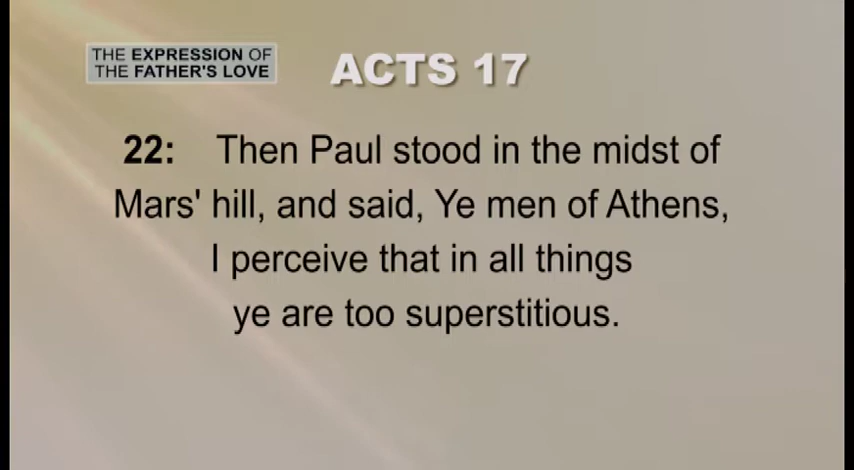 THE EXPRESSION OF
THE FATHER'S LOVE
ACTS 17
22: Then Paul stood in the midst of
Mars' hill, and said, Ye men of Athens,
I perceive that in all things
ye are too superstitious.